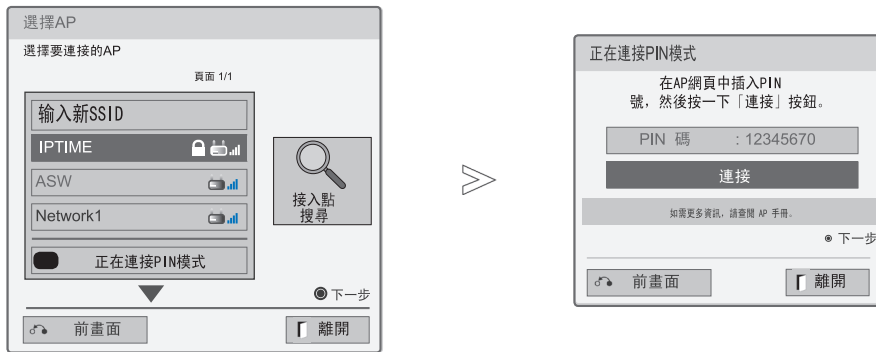 選擇AP
選擇要連接的AP
頁面 1/1
输入新SSID
IPTIME
ASW
Network1
接入點
搜尋
正在連接PIN模式
下一步
前畫面
離開
正在連接PIN模式
在AP網頁中插入PIN
號，然後按一下「連接」按鈕。
PIN 碼 : 12345670
連接
如需更多資訊，請查閱 AP 手冊。
下一步
前畫面
離開